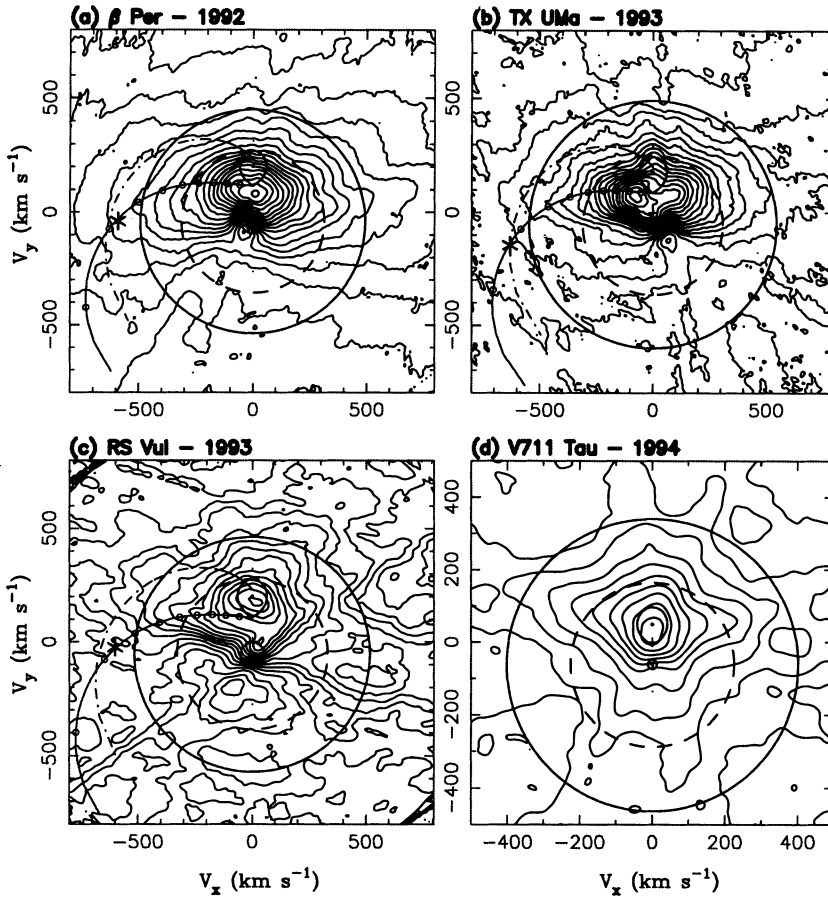 (a) β Per – 1992
(b) TX UMa – 1993
V_y (km s⁻¹)
500
0
−500
−500 0 500
−500 0 500
(c) RS Vul – 1993
(d) V711 Tau – 1994
V_y (km s⁻¹)
500
0
−500
400
200
0
−200
−400
−500 0 500
−400 −200 0 200 400
V_x (km s⁻¹)
V_x (km s⁻¹)